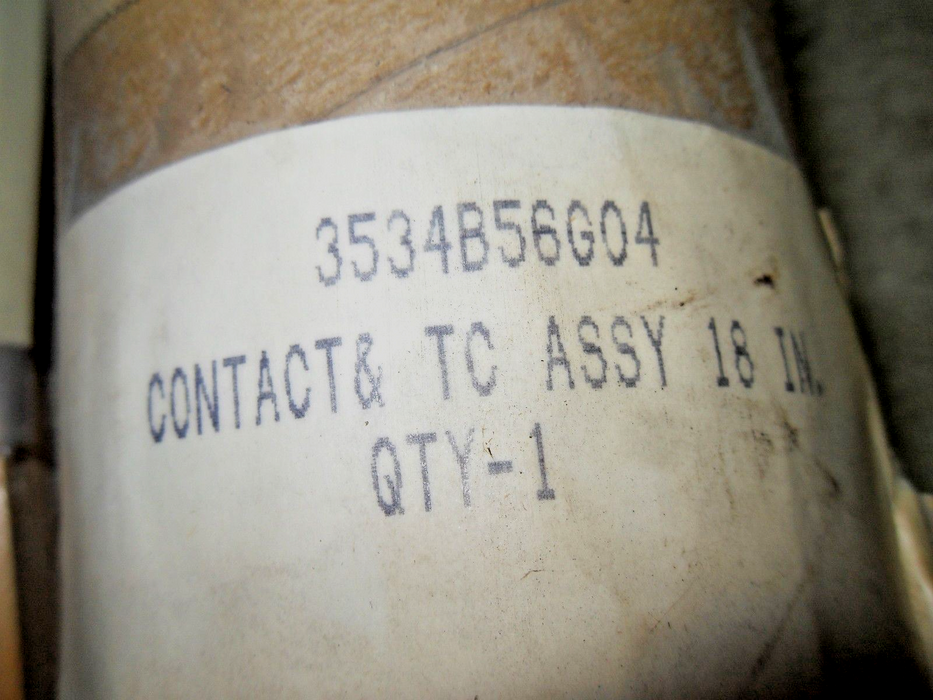 3534B56G04
CONTACT& TC ASSY 18 IN.
QTY-1